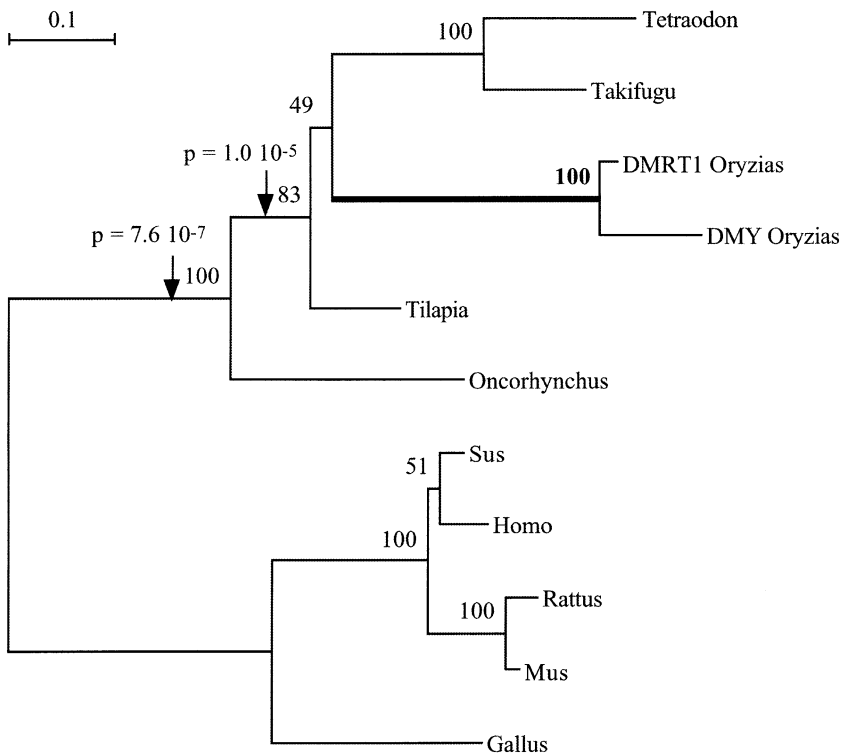 0.1
100
Tetraodon
Takifugu
49
p = 1.0 10-5
100
DMRT1 Oryzias
83
DMY Oryzias
p = 7.6 10-7
100
Tilapia
Oncorhynchus
51
Sus
Homo
100
100
Rattus
Mus
Gallus